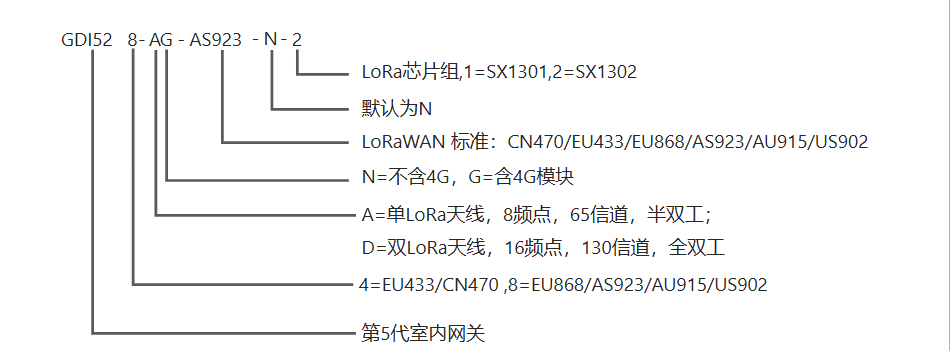 GDI52 8-AG-AS923 -N-2
LoRa芯片组,1=SX1301,2=SX1302
默认为N
LoRaWAN 标准：CN470/EU433/EU868/AS923/AU915/US902
N=不含4G，G=含4G模块
A=单LoRa天线，8频点，65信道，半双工；
D=双LoRa天线，16频点，130信道，全双工
4=EU433/CN470 ,8=EU868/AS923/AU915/US902
第5代室内网关